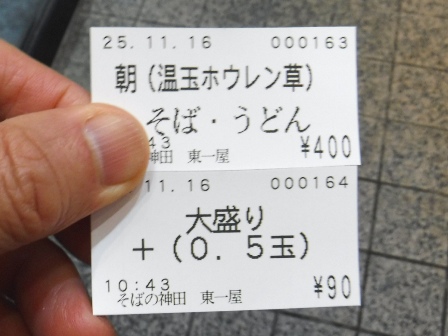 25.11.16 000163
朝(温玉ホウレン草)
そば・うどん
43 ¥400
神田 東一屋
11.16 000164
大盛り
+(0.5玉)
10:43 ¥90
そばの神田 東一屋